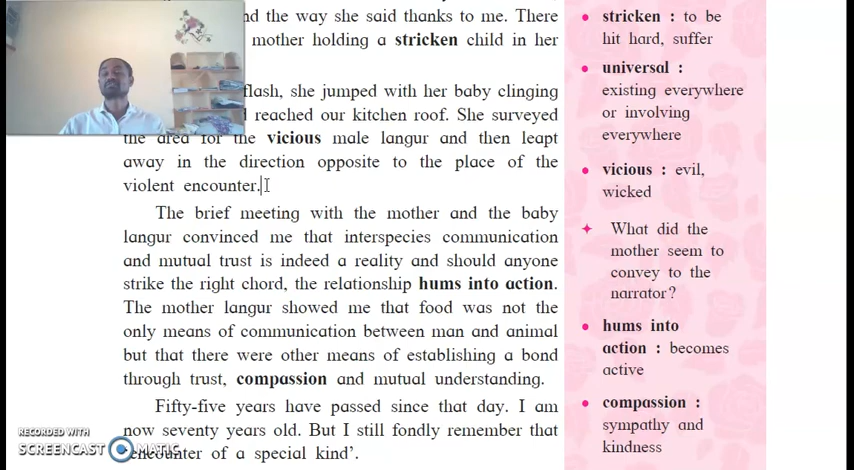 nd the way she said thanks to me. There
mother holding a stricken child in her
flash, she jumped with her baby clinging
reached our kitchen roof. She surveyed
the area for the vicious male langur and then leapt
away in the direction opposite to the place of the
violent encounter.
The brief meeting with the mother and the baby
langur convinced me that interspecies communication
and mutual trust is indeed a reality and should anyone
strike the right chord, the relationship hums into action.
The mother langur showed me that food was not the
only means of communication between man and animal
but that there were other means of establishing a bond
through trust, compassion and mutual understanding.
Fifty-five years have passed since that day. I am
now seventy years old. But I still fondly remember that
encounter of a special kind’.
• stricken : to be
hit hard, suffer
• universal :
existing everywhere
or involving
everywhere
• vicious : evil,
wicked
✦ What did the
mother seem to
convey to the
narrator?
• hums into
action : becomes
active
• compassion :
sympathy and
kindness
RECORDED WITH
SCREENCAST MATIC